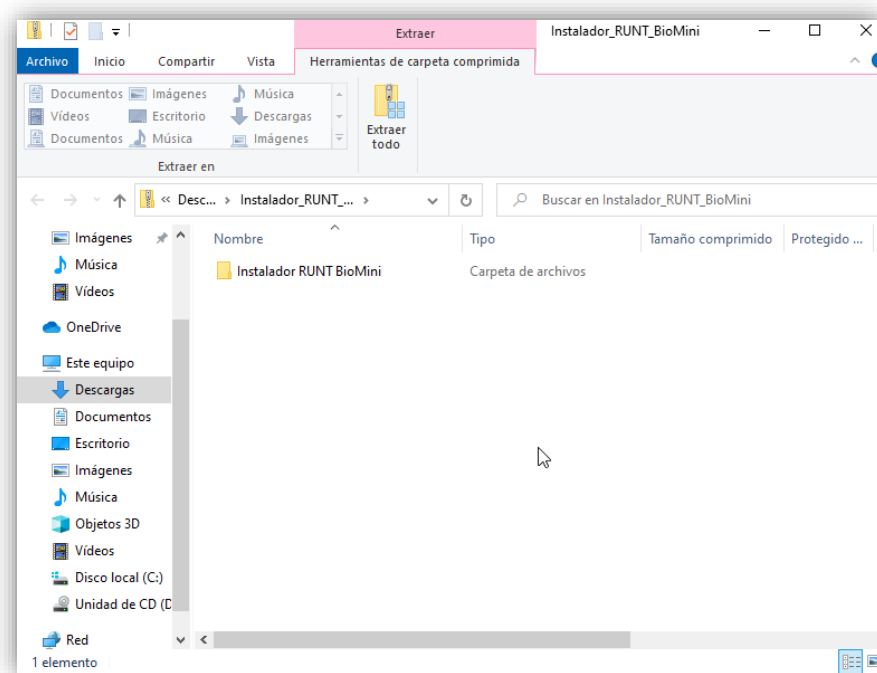 Extraer
Instalador_RUNT_BioMini
Archivo Inicio Compartir Vista Herramientas de carpeta comprimida
Documentos Imágenes Música
Vídeos Escritorio Descargas
Documentos Música Imágenes
Extraer todo
Extraer en
« Desc... › Instalador_RUNT_... ›
Buscar en Instalador_RUNT_BioMini
Nombre Tipo Tamaño comprimido Protegido ...
Instalador RUNT BioMini Carpeta de archivos
Imágenes
Música
Vídeos
OneDrive
Este equipo
Descargas
Documentos
Escritorio
Imágenes
Música
Objetos 3D
Vídeos
Disco local (C:)
Unidad de CD (D
Red
1 elemento